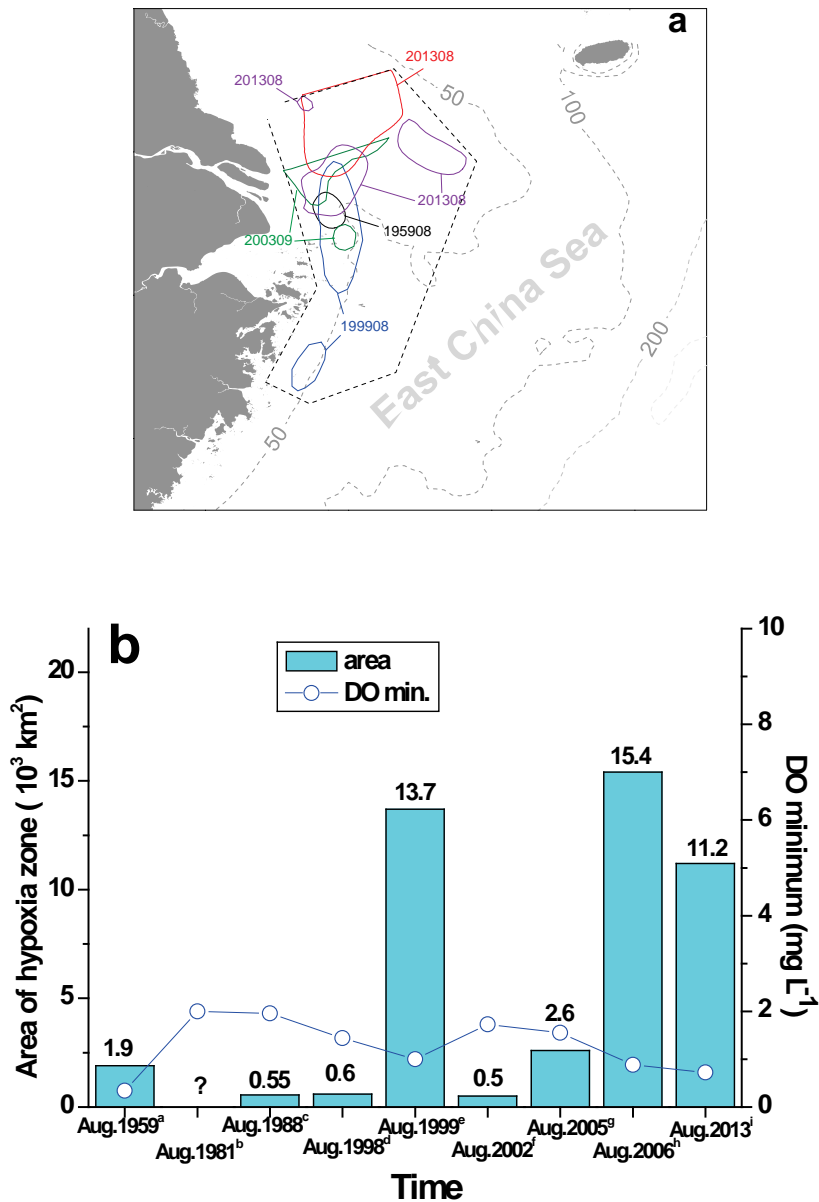 a
201308
201308
50
100
201308
195908
200309
199908
East China Sea
200
50
b
area
DO min.
Area of hypoxia zone ( 10³ km²)
20
15
10
5
0
1.9
?
0.55
0.6
13.7
0.5
2.6
15.4
11.2
10
8
6
4
2
0
DO minimum (mg L⁻¹)
Aug.1959ᵃ
Aug.1981ᵇ
Aug.1988ᶜ
Aug.1998ᵈ
Aug.1999ᵉ
Aug.2002ᶠ
Aug.2005ᵍ
Aug.2006ʰ
Aug.2013ⁱ
Time